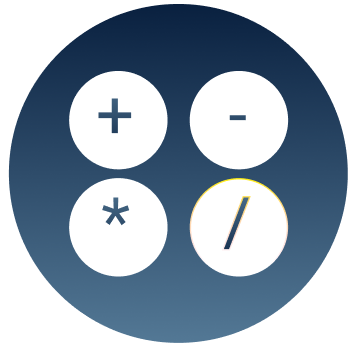 + -
* /